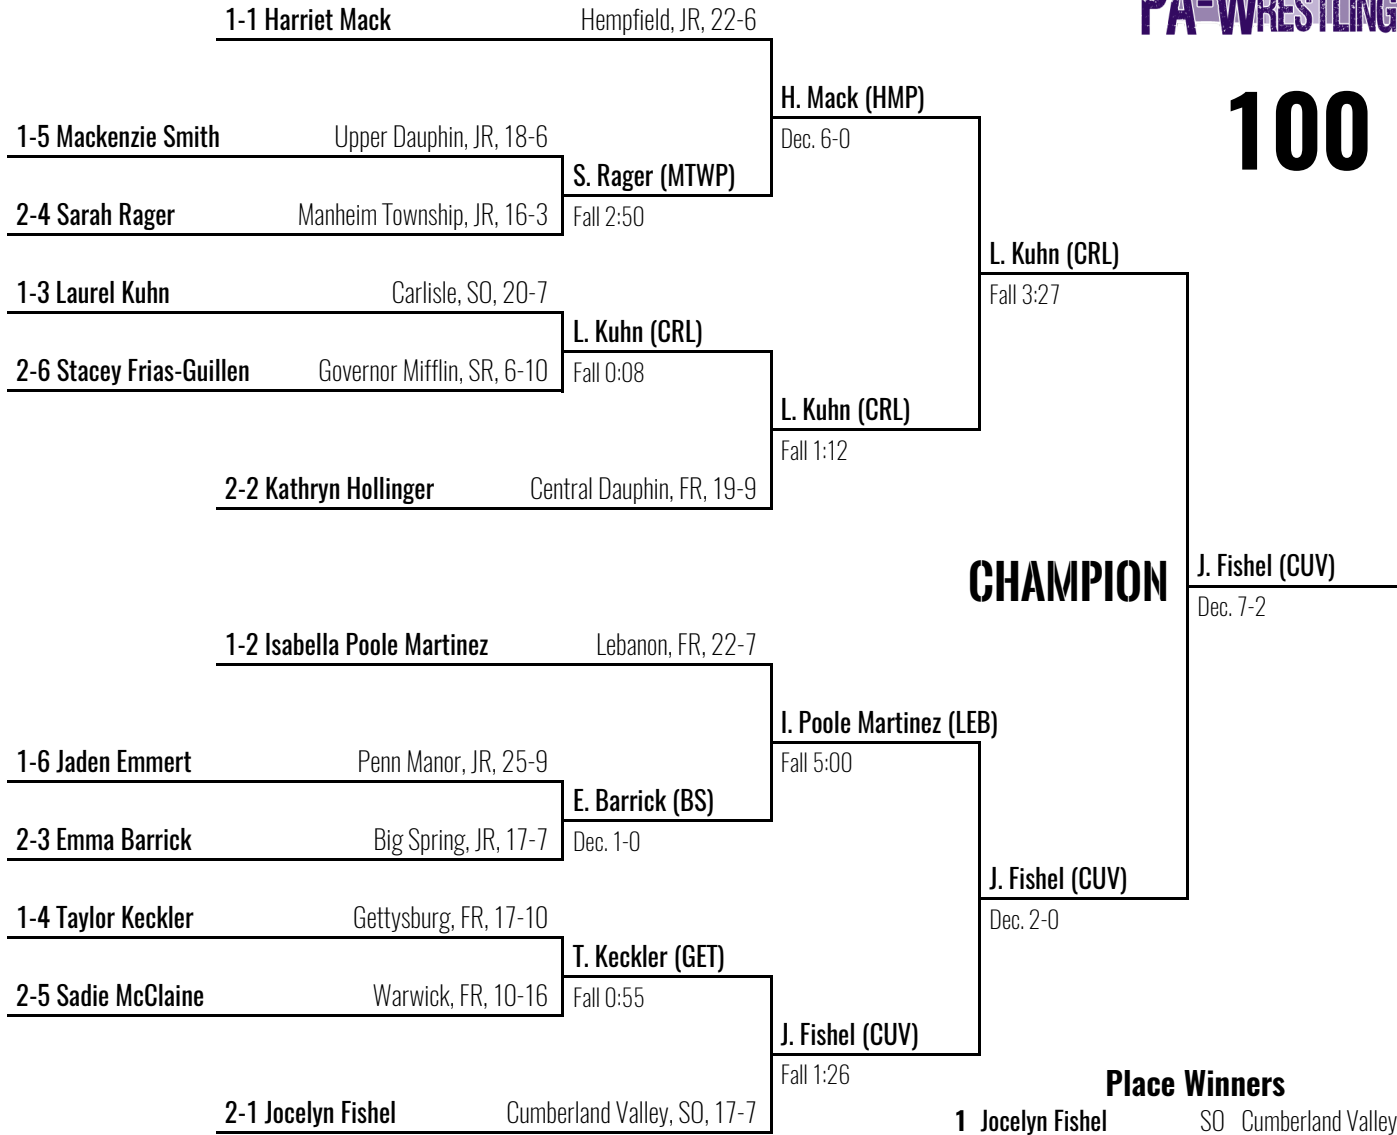 1-1 Harriet Mack Hempfield, JR, 22-6
PA-WRESTLING
H. Mack (HMP)
100
1-5 Mackenzie Smith Upper Dauphin, JR, 18-6
Dec. 6-0
S. Rager (MTWP)
2-4 Sarah Rager Manheim Township, JR, 16-3
Fall 2:50
L. Kuhn (CRL)
1-3 Laurel Kuhn Carlisle, SO, 20-7
Fall 3:27
L. Kuhn (CRL)
2-6 Stacey Frias-Guillen Governor Mifflin, SR, 6-10
Fall 0:08
L. Kuhn (CRL)
Fall 1:12
2-2 Kathryn Hollinger Central Dauphin, FR, 19-9
CHAMPION
J. Fishel (CUV)
Dec. 7-2
1-2 Isabella Poole Martinez Lebanon, FR, 22-7
I. Poole Martinez (LEB)
1-6 Jaden Emmert Penn Manor, JR, 25-9
Fall 5:00
E. Barrick (BS)
2-3 Emma Barrick Big Spring, JR, 17-7
Dec. 1-0
J. Fishel (CUV)
1-4 Taylor Keckler Gettysburg, FR, 17-10
Dec. 2-0
T. Keckler (GET)
2-5 Sadie McClaine Warwick, FR, 10-16
Fall 0:55
J. Fishel (CUV)
Fall 1:26
Place Winners
2-1 Jocelyn Fishel Cumberland Valley, SO, 17-7
1 Jocelyn Fishel SO Cumberland Valley